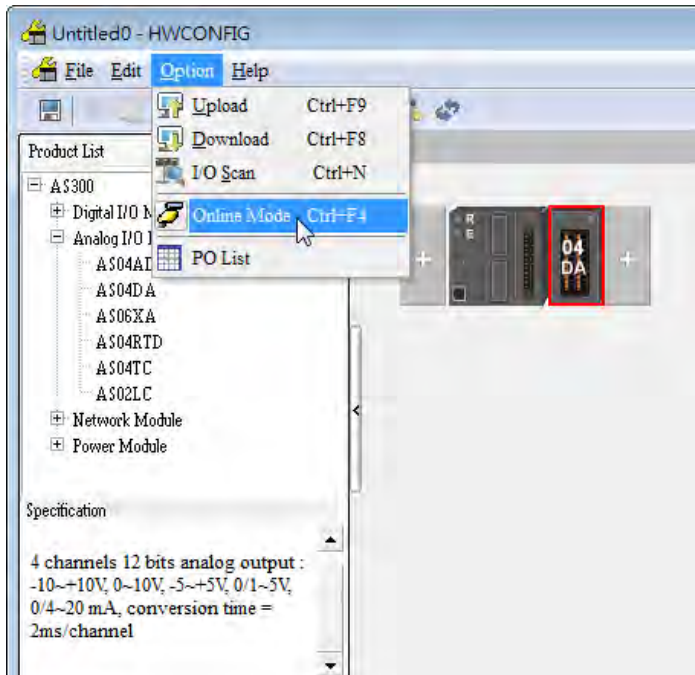 Untitled0 - HWCONFIG
File Edit Option Help
Upload Ctrl+F9
Download Ctrl+F8
I/O Scan Ctrl+N
Online Mode Ctrl+F4
PO List
Product List
AS300
Digital I/O
Analog I/O
AS04AD
AS04DA
AS06XA
AS04RTD
AS04TC
AS02LC
Network Module
Power Module
R
E
04
DA
Specification
4 channels 12 bits analog output :
-10~+10V, 0~10V, -5~+5V, 0/1~5V,
0/4~20 mA, conversion time =
2ms/channel